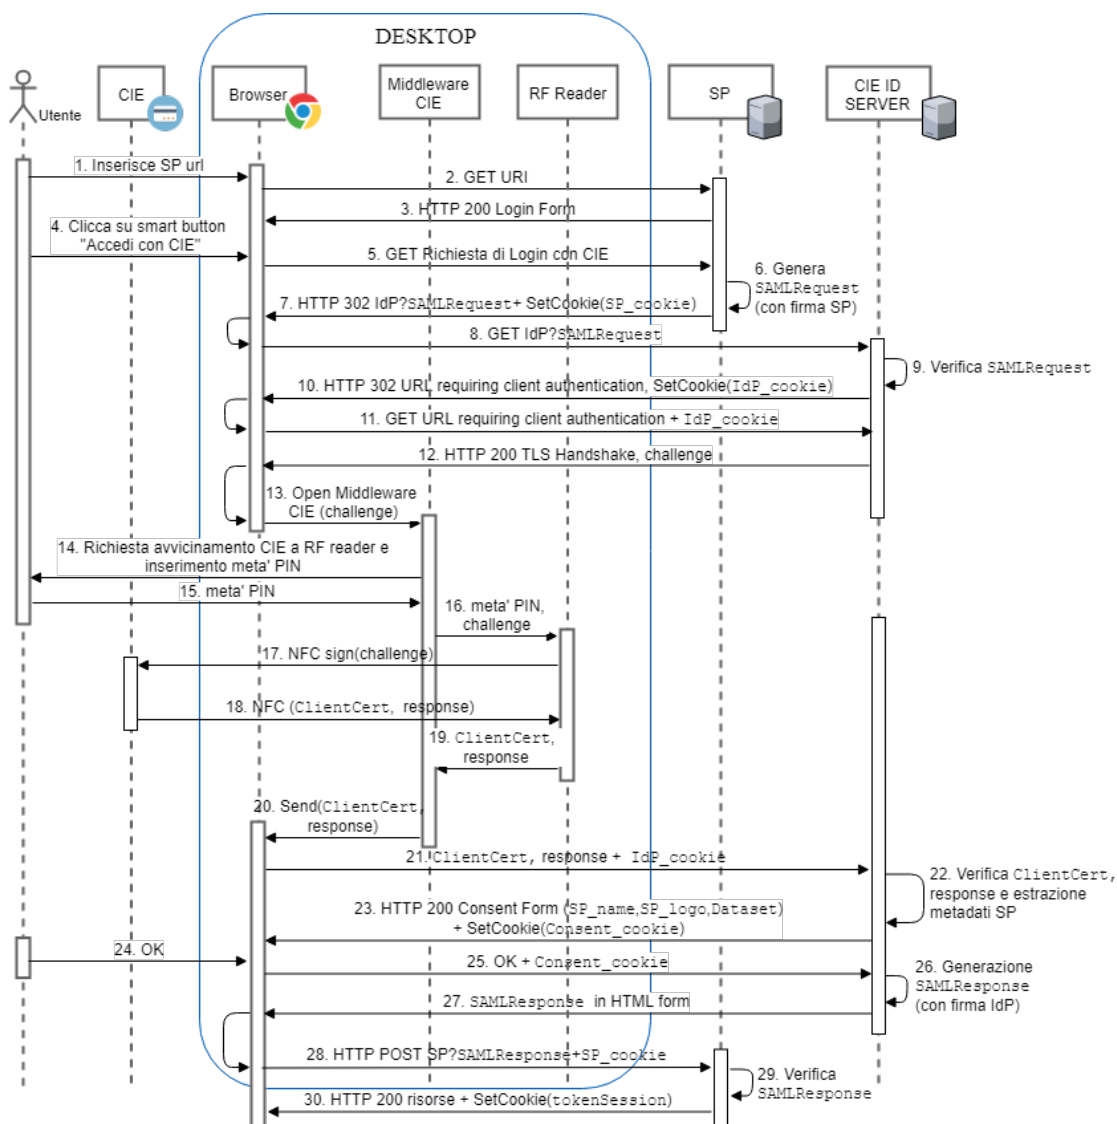 DESKTOP
Utente
CIE
Browser
Middleware
CIE
RF Reader
SP
CIE ID
SERVER
1. Inserisce SP url
2. GET URI
3. HTTP 200 Login Form
4. Clicca su smart button
"Accedi con CIE"
5. GET Richiesta di Login con CIE
6. Genera
SAMLRequest
(con firma SP)
7. HTTP 302 IdP?SAMLRequest+ SetCookie(SP_cookie)
8. GET IdP?SAMLRequest
9. Verifica SAMLRequest
10. HTTP 302 URL requiring client authentication, SetCookie(IdP_cookie)
11. GET URL requiring client authentication + IdP_cookie
12. HTTP 200 TLS Handshake, challenge
13. Open Middleware
CIE (challenge)
14. Richiesta avvicinamento CIE a RF reader e
inserimento meta' PIN
15. meta' PIN
16. meta' PIN,
challenge
17. NFC sign(challenge)
18. NFC (ClientCert, response)
19. ClientCert,
response
20. Send(ClientCert,
response)
21. ClientCert, response + IdP_cookie
22. Verifica ClientCert,
response e estrazione
metadati SP
23. HTTP 200 Consent Form (SP_name,SP_logo,Dataset)
+ SetCookie(Consent_cookie)
24. OK
25. OK + Consent_cookie
26. Generazione
SAMLResponse
(con firma IdP)
27. SAMLResponse in HTML form
28. HTTP POST SP?SAMLResponse+SP_cookie
29. Verifica
SAMLResponse
30. HTTP 200 risorse + SetCookie(tokenSession)